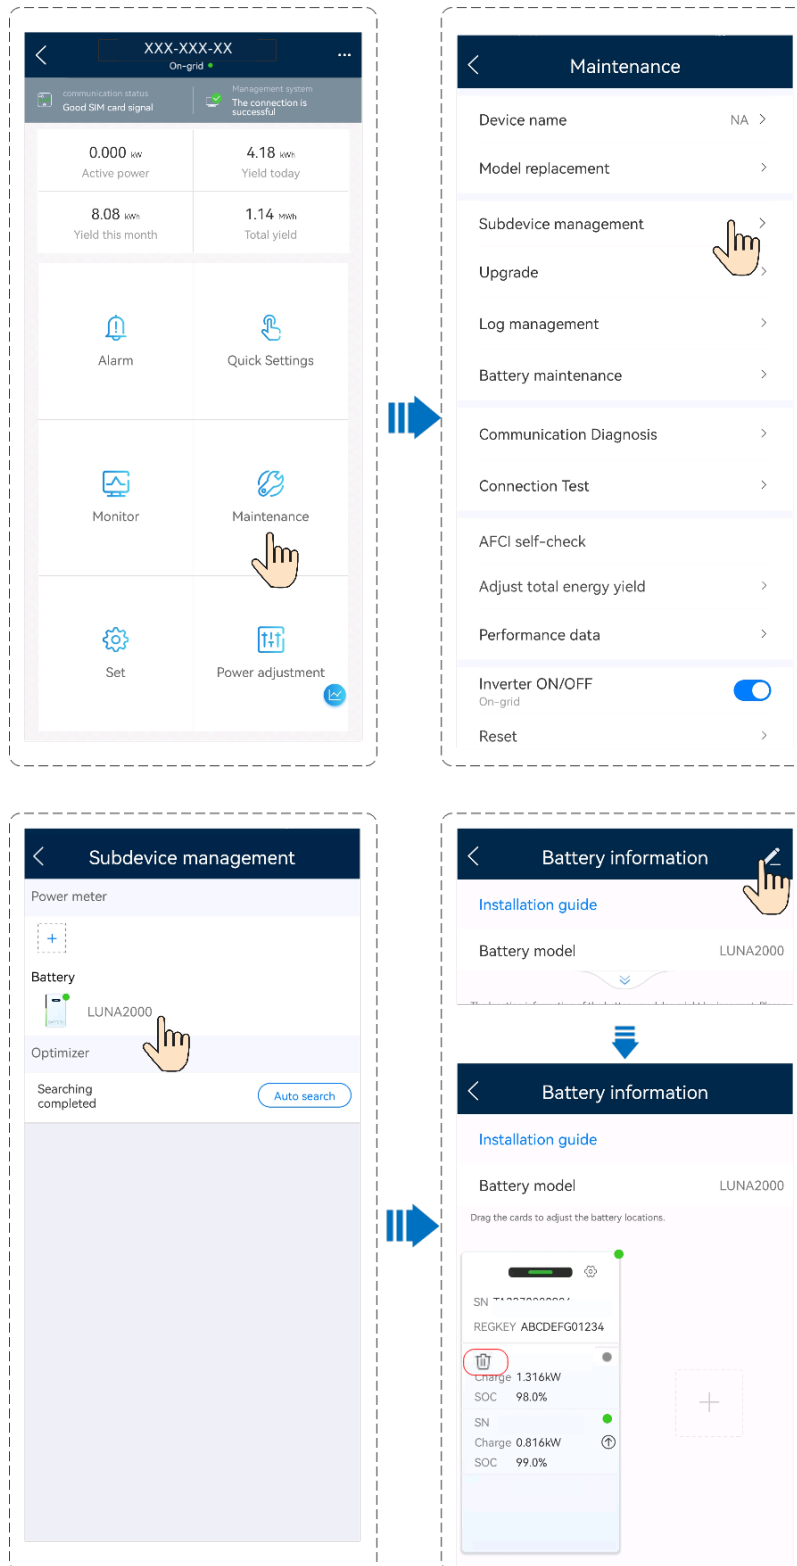 XXX-XXX-XX
On-grid
communication status
Good SIM card signal
Management system
The connection is
successful
0.000 kW
Active power
4.18 kWh
Yield today
8.08 kWh
Yield this month
1.14 MWh
Total yield
Alarm
Quick Settings
Monitor
Maintenance
Set
Power adjustment
Maintenance
Device name
NA
Model replacement
Subdevice management
Upgrade
Log management
Battery maintenance
Communication Diagnosis
Connection Test
AFCI self-check
Adjust total energy yield
Performance data
Inverter ON/OFF
On-grid
Reset
Subdevice management
Power meter
Battery
LUNA2000
Optimizer
Searching
completed
Auto search
Battery information
Installation guide
Battery model
LUNA2000
Battery information
Installation guide
Battery model
LUNA2000
Drag the cards to adjust the battery locations.
SN
REGKEY ABCDEFG01234
Charge 1.316kW
SOC 98.0%
SN
Charge 0.816kW
SOC 99.0%